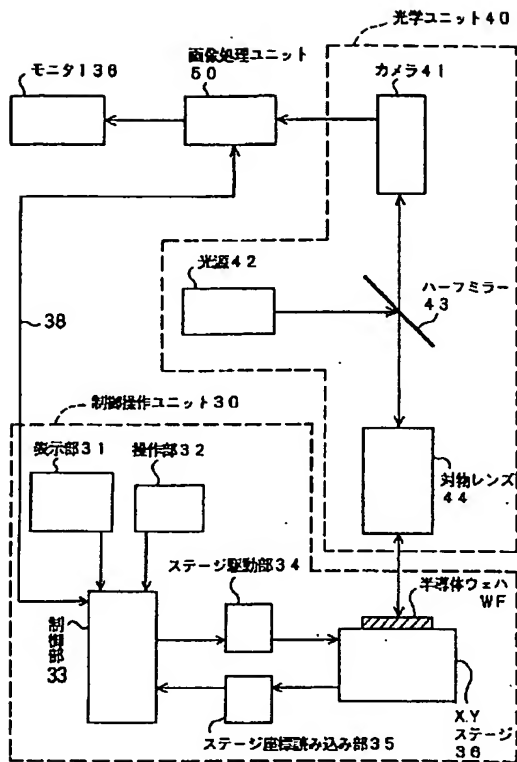 光学ユニット40
画像処理ユニット
50
モニタ136
カメラ41
光源42
ハーフミラー
43
38
制御操作ユニット30
表示部31
操作部32
対物レンズ
44
ステージ駆動部34
半導体ウェハ
WF
制御部
33
X.Y
ステージ
36
ステージ座標読み込み部35